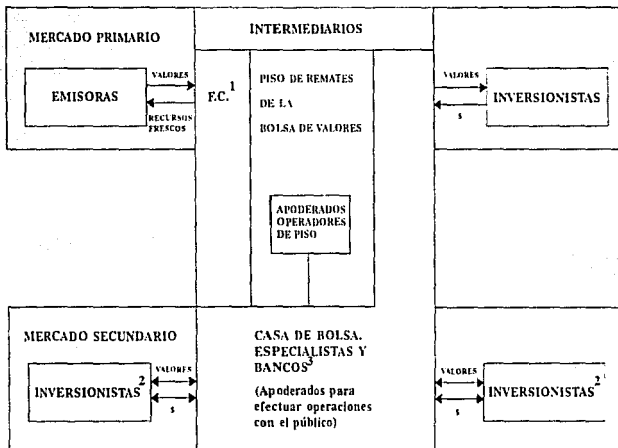 MERCADO PRIMARIO
INTERMEDIARIOS
EMISORAS
VALORES
RECURSOS
FRESCOS
F.C.1
PISO DE REMATES
DE LA
BOLSA DE VALORES
VALORES
$
INVERSIONISTAS
APODERADOS
OPERADORES
DE PISO
MERCADO SECUNDARIO
INVERSIONISTAS2
VALORES
$
CASA DE BOLSA.
ESPECIALISTAS Y
BANCOS3
(Apoderados para
efectuar operaciones
con el público)
VALORES
$
INVERSIONISTAS2